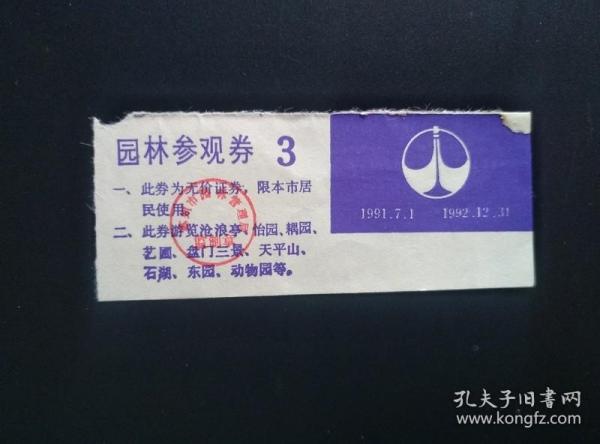 园林参观券 3
一、此券为无价证券，限本市居
民使用。
二、此券游览沧浪亭、怡园、耦园、
艺圃、盘门三景、天平山、
石湖、东园、动物园等。
1991.7.1 1992.12.31
孔夫子旧书网
www.kongfz.com